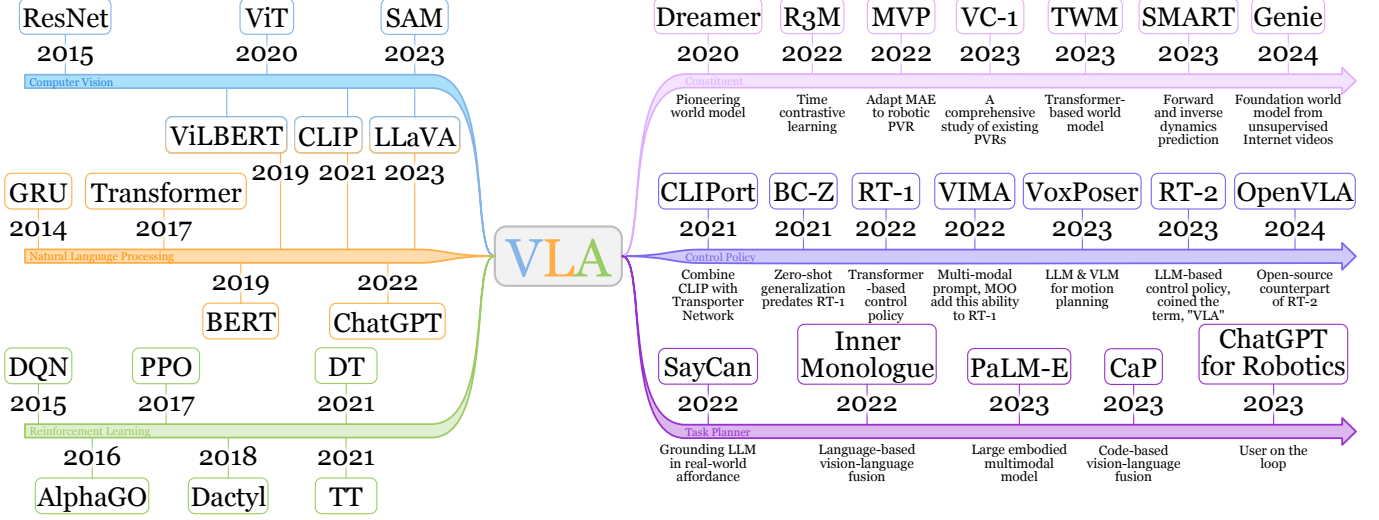 ResNet
2015
ViT
2020
SAM
2023
Computer Vision
ViLBERT
2019
CLIP
2021
LLaVA
2023
GRU
2014
Transformer
2017
Natural Language Processing
2019
BERT
2022
ChatGPT
DQN
2015
PPO
2017
DT
2021
Reinforcement Learning
2016
AlphaGO
2018
Dactyl
2021
TT
VLA
Dreamer
2020
R3M
2022
MVP
2022
VC-1
2023
TWM
2023
SMART
2023
Genie
2024
Constituent
Pioneering
world model
Time
contrastive
learning
Adapt MAE
to robotic
PVR
A
comprehensive
study of existing
PVRs
Transformer-
based world
model
Forward
and inverse
dynamics
prediction
Foundation world
model from
unsupervised
Internet videos
CLIPort
2021
BC-Z
2021
RT-1
2022
VIMA
2022
VoxPoser
2023
RT-2
2023
OpenVLA
2024
Control Policy
Combine
CLIP with
Transporter
Network
Zero-shot
generalization
predates RT-1
Transformer
-based
control
policy
Multi-modal
prompt, MOO
add this ability
to RT-1
LLM & VLM
for motion
planning
LLM-based
control policy,
coined the
term, "VLA"
Open-source
counterpart
of RT-2
SayCan
2022
Inner
Monologue
2022
PaLM-E
2023
CaP
2023
ChatGPT
for Robotics
2023
Task Planner
Grounding LLM
in real-world
affordance
Language-based
vision-language
fusion
Large embodied
multimodal
model
Code-based
vision-language
fusion
User on the
loop